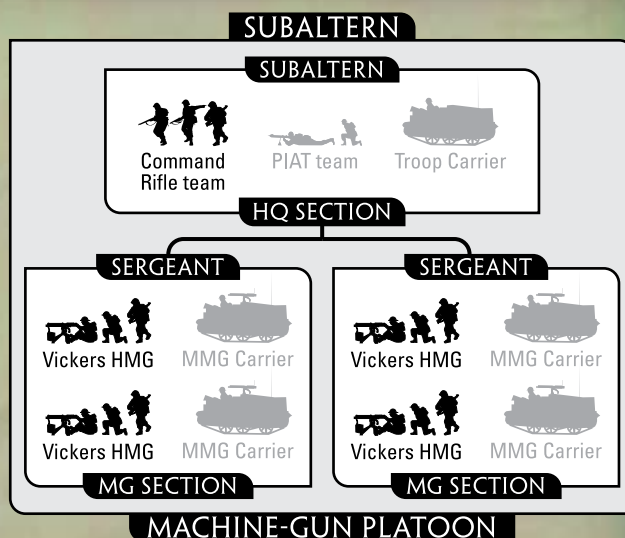 SUBALTERN
SUBALTERN
Command
Rifle team
PIAT team
Troop Carrier
HQ SECTION
SERGEANT
Vickers HMG
MMG Carrier
Vickers HMG
MMG Carrier
MG SECTION
SERGEANT
Vickers HMG
MMG Carrier
Vickers HMG
MMG Carrier
MG SECTION
MACHINE-GUN PLATOON